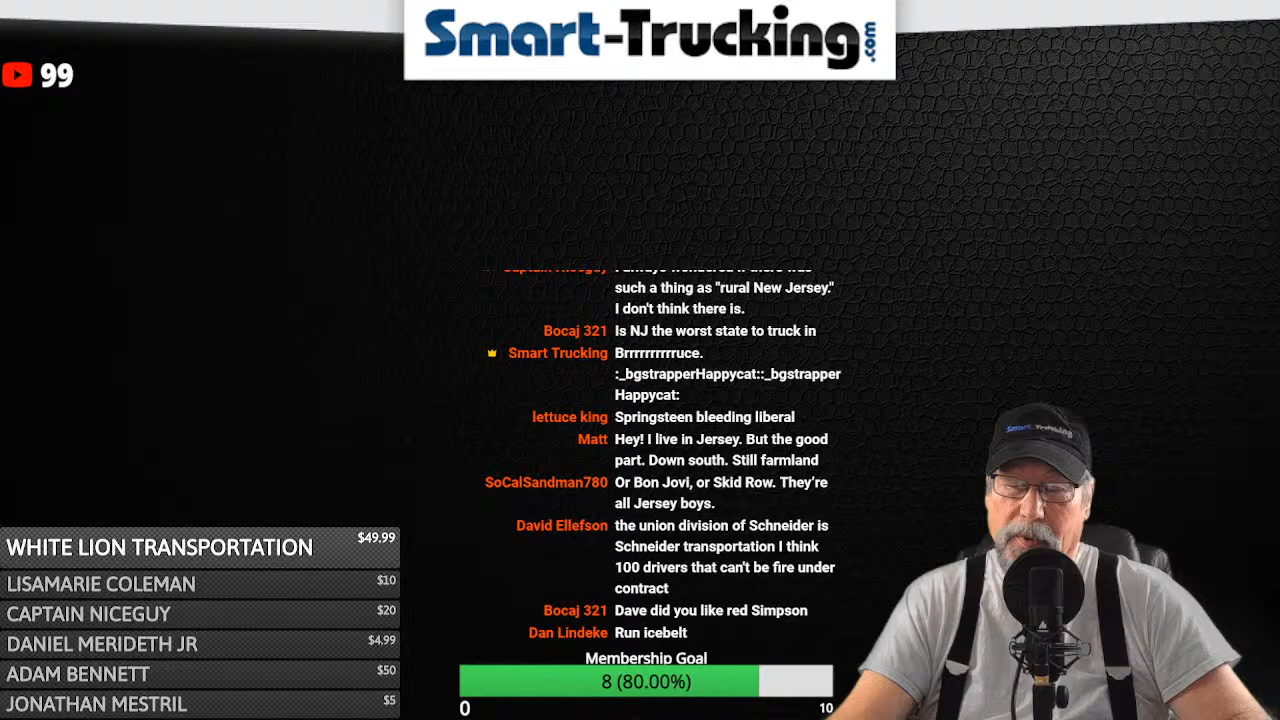 Smart-Trucking.com
99
such a thing as "rural New Jersey."
I don't think there is.
Bocaj 321 Is NJ the worst state to truck in
Smart Trucking Brrrrrrrrrruce.
:_bgstrapperHappycat::_bgstrapper
Happycat:
lettuce king Springsteen bleeding liberal
Matt Hey! I live in Jersey. But the good
part. Down south. Still farmland
SoCalSandman780 Or Bon Jovi, or Skid Row. They're
all Jersey boys.
David Ellefson the union division of Schneider is
Schneider transportation I think
100 drivers that can't be fire under
contract
Bocaj 321 Dave did you like red Simpson
Dan Lindeke Run icebelt
Membership Goal
8 (80.00%)
0 10
WHITE LION TRANSPORTATION $49.99
LISAMARIE COLEMAN $10
CAPTAIN NICEGUY $20
DANIEL MERIDETH JR $4.99
ADAM BENNETT $50
JONATHAN MESTRIL $5
Smart-Trucking